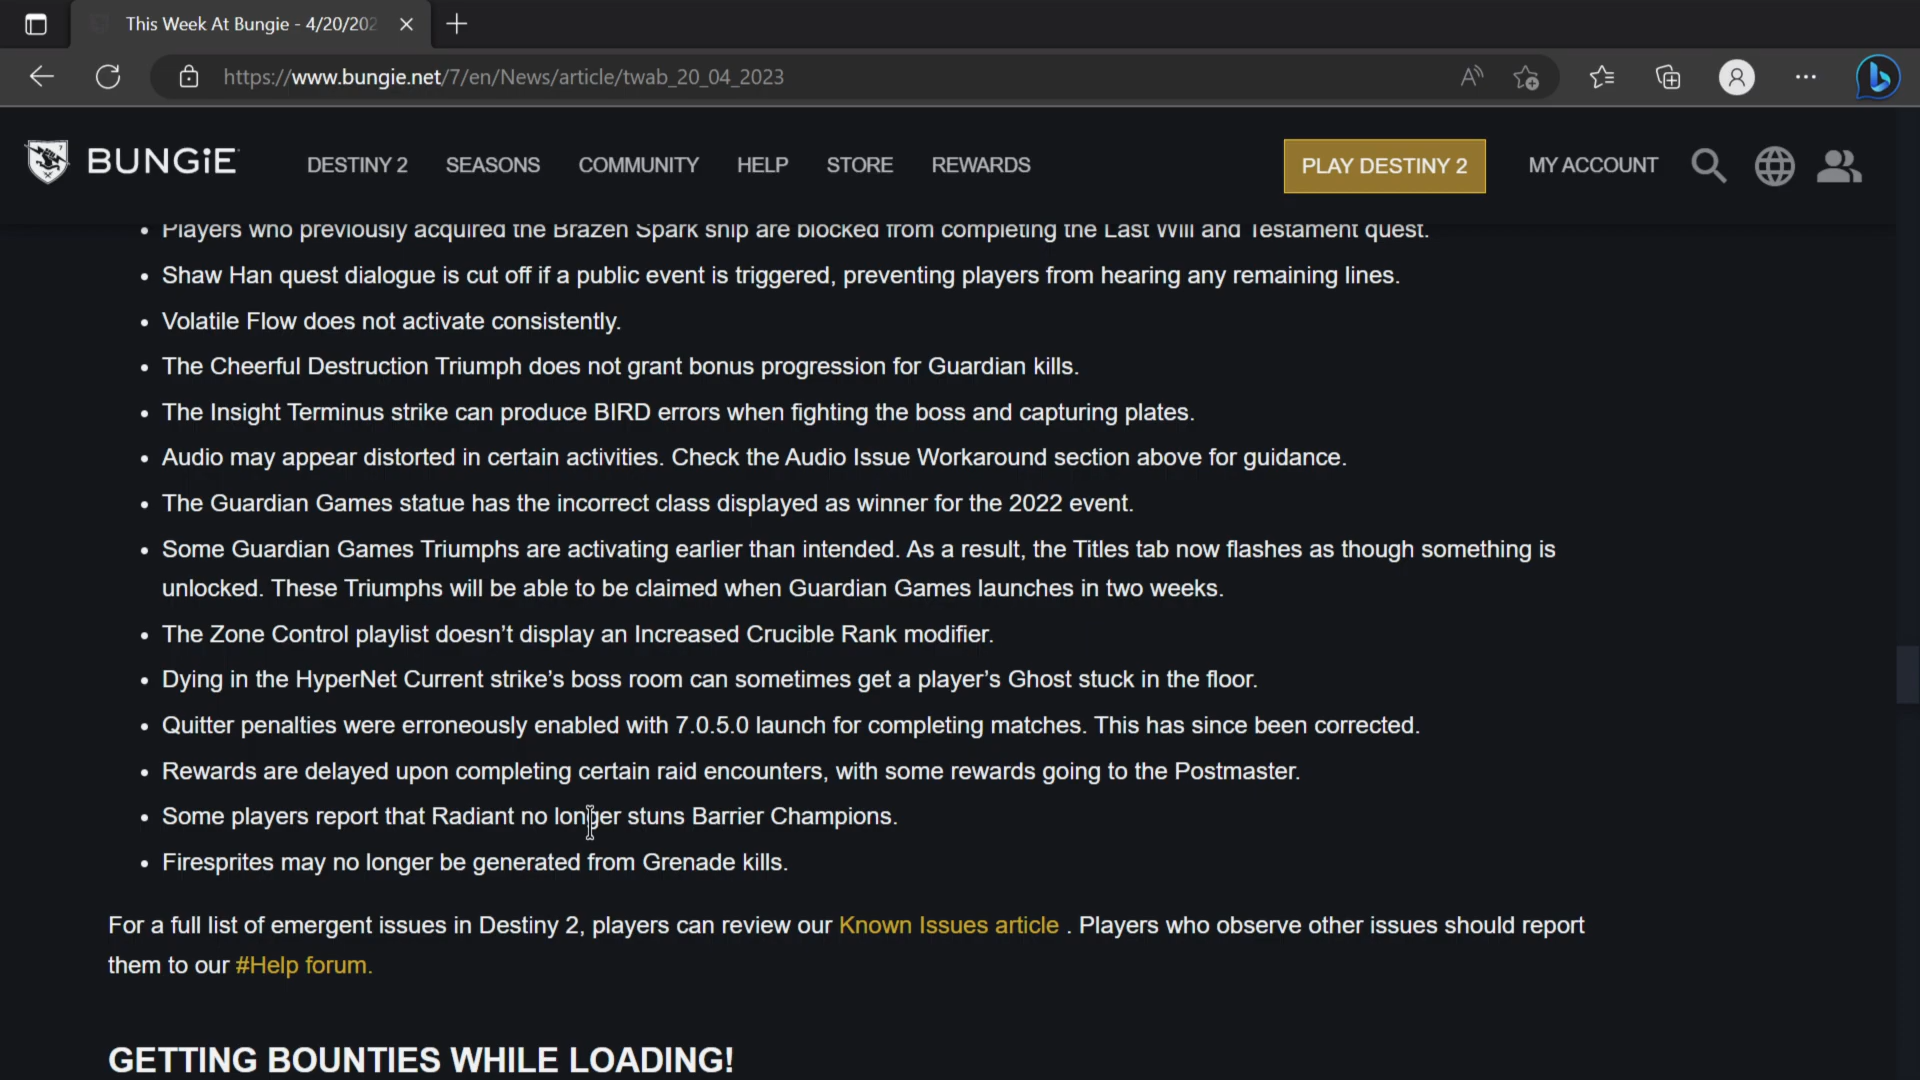 This Week At Bungie - 4/20/202
https://www.bungie.net/7/en/News/article/twab_20_04_2023
BUNGiE
DESTINY 2 SEASONS COMMUNITY HELP STORE REWARDS
PLAY DESTINY 2
MY ACCOUNT
• Players who previously acquired the Brazen Spark ship are blocked from completing the Last Will and Testament quest.
• Shaw Han quest dialogue is cut off if a public event is triggered, preventing players from hearing any remaining lines.
• Volatile Flow does not activate consistently.
• The Cheerful Destruction Triumph does not grant bonus progression for Guardian kills.
• The Insight Terminus strike can produce BIRD errors when fighting the boss and capturing plates.
• Audio may appear distorted in certain activities. Check the Audio Issue Workaround section above for guidance.
• The Guardian Games statue has the incorrect class displayed as winner for the 2022 event.
• Some Guardian Games Triumphs are activating earlier than intended. As a result, the Titles tab now flashes as though something is
unlocked. These Triumphs will be able to be claimed when Guardian Games launches in two weeks.
• The Zone Control playlist doesn’t display an Increased Crucible Rank modifier.
• Dying in the HyperNet Current strike’s boss room can sometimes get a player’s Ghost stuck in the floor.
• Quitter penalties were erroneously enabled with 7.0.5.0 launch for completing matches. This has since been corrected.
• Rewards are delayed upon completing certain raid encounters, with some rewards going to the Postmaster.
• Some players report that Radiant no longer stuns Barrier Champions.
• Firesprites may no longer be generated from Grenade kills.
For a full list of emergent issues in Destiny 2, players can review our Known Issues article . Players who observe other issues should report
them to our #Help forum.
GETTING BOUNTIES WHILE LOADING!